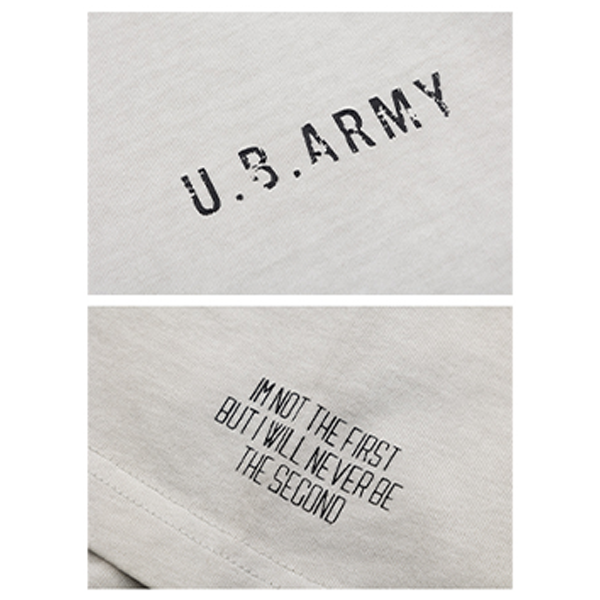 U.B.ARMY
IM NOT THE FIRST
BUT I WILL NEVER BE
THE SECOND